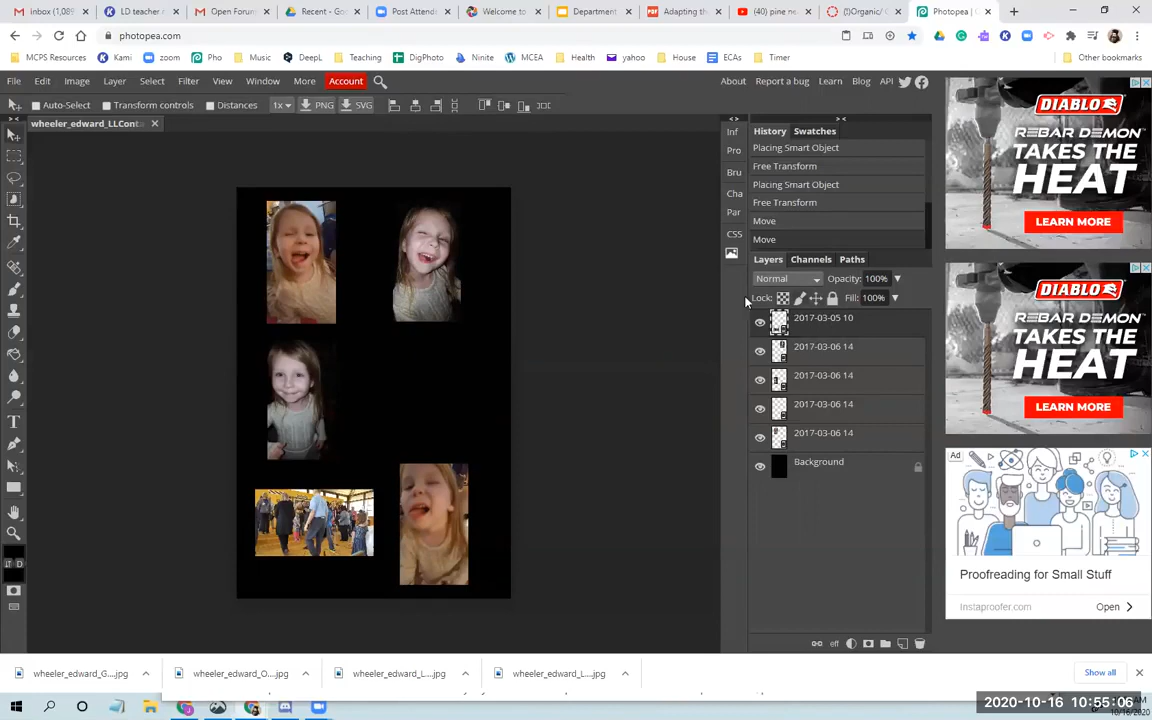 inbox (1,089
LD teacher
Open Forum
Recent - Goo
Post Attend
Welcome to
Department
Adapting th
(40) pine ne
(!)Organic/
Photopea |
photopea.com
MCPS Resources Kami zoom Pho Music DeepL Teaching DigPhoto Ninite MCEA Health yahoo House ECAs Timer Other bookmarks
File Edit Image Layer Select Filter View Window More Account About Report a bug Learn Blog API
Auto-Select Transform controls Distances 1x PNG SVG
wheeler_edward_LLConta
Inf
Pro
Bru
Cha
Par
CSS
History Swatches
Placing Smart Object
Free Transform
Placing Smart Object
Free Transform
Move
Move
Layers Channels Paths
Normal Opacity: 100%
Lock: Fill: 100%
2017-03-05 10
2017-03-06 14
2017-03-06 14
2017-03-06 14
2017-03-06 14
Background
eff
DIABLO
REBAR DEMON
TAKES THE
HEAT
LEARN MORE
DIABLO
REBAR DEMON
TAKES THE
HEAT
LEARN MORE
Ad
Proofreading for Small Stuff
Instaproofer.com Open
wheeler_edward_G....jpg
wheeler_edward_O....jpg
wheeler_edward_L....jpg
wheeler_edward_L....jpg
Show all
2020-10-16 10:55:06
10/16/2020